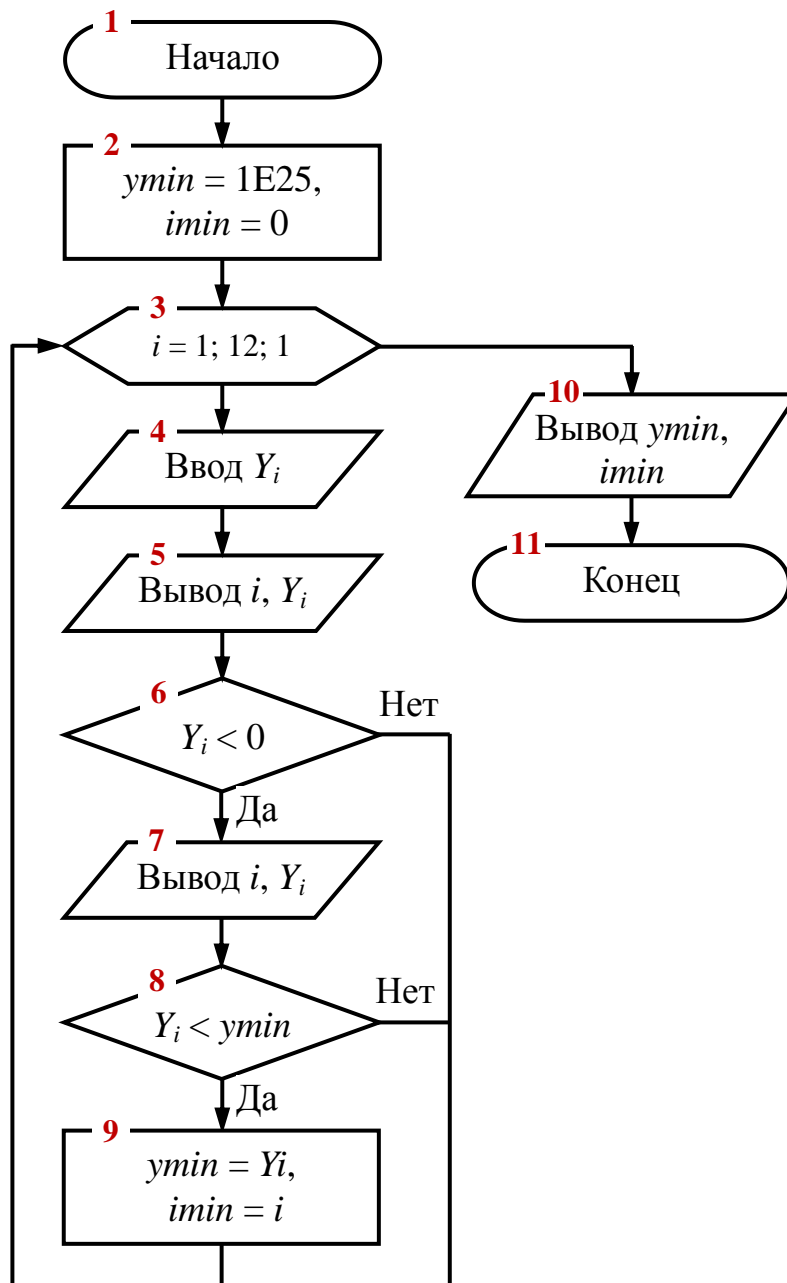 1
Начало
2
ymin = 1E25,
imin = 0
3
i = 1; 12; 1
4
Ввод Yi
5
Вывод i, Yi
6
Yi < 0
Нет
Да
7
Вывод i, Yi
8
Yi < ymin
Нет
Да
9
ymin = Yi,
imin = i
10
Вывод ymin,
imin
11
Конец